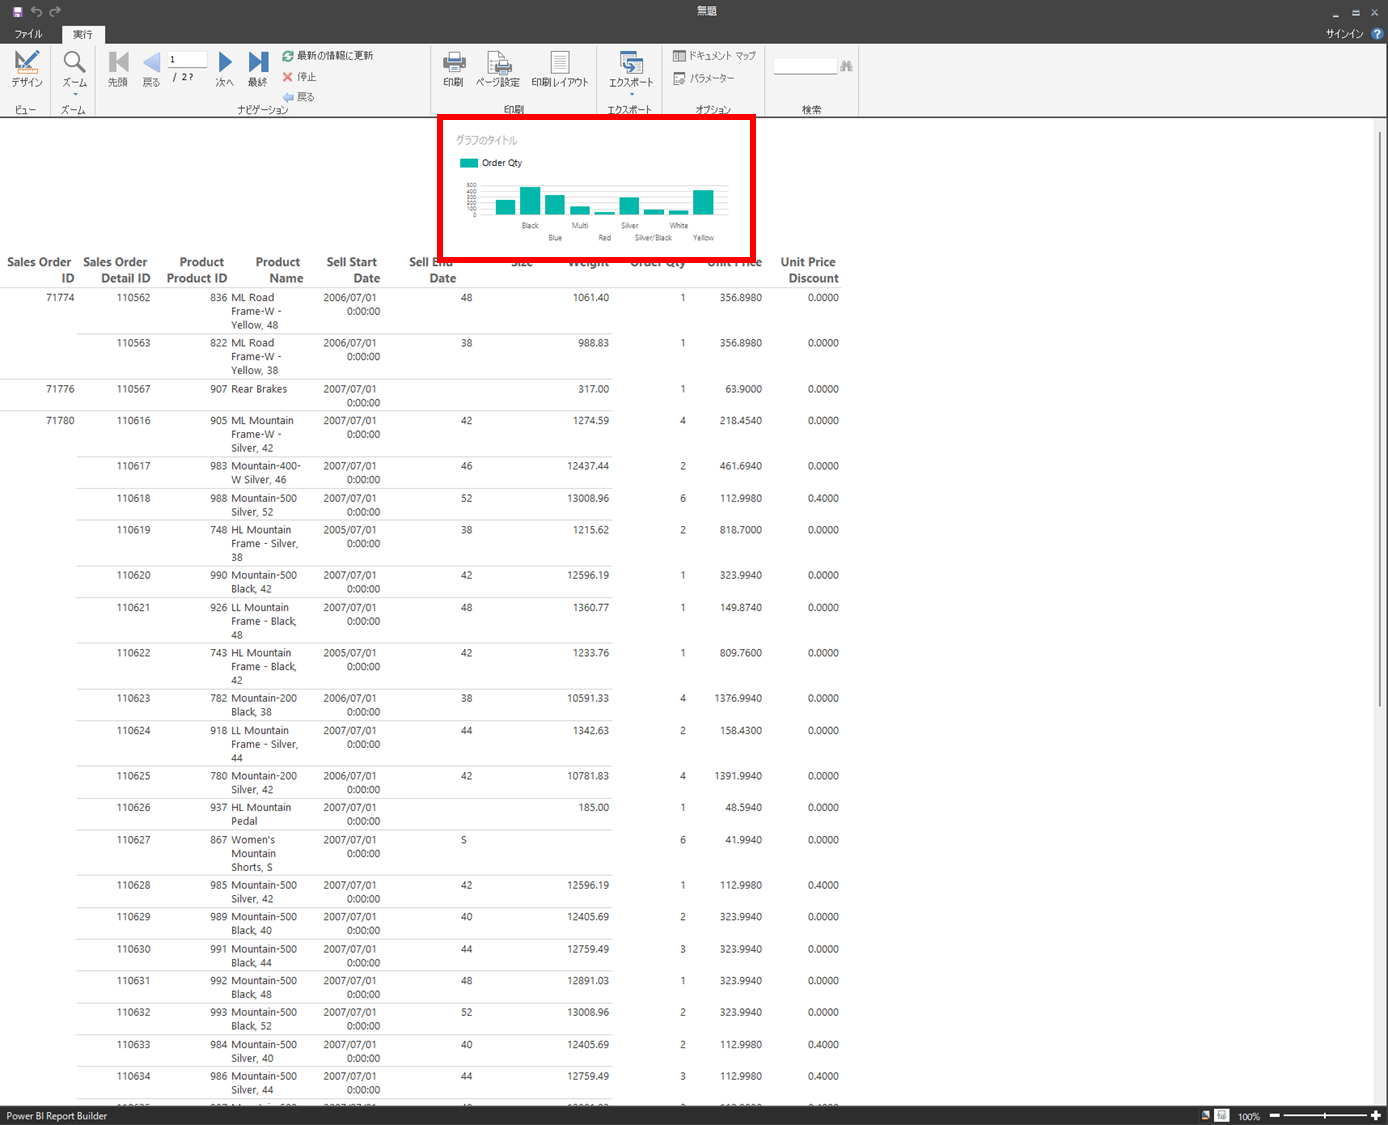 無題
ファイル 実行 サインイン
デザイン ズーム 先頭 戻る 1 / 2 ? 次へ 最終 最新の情報に更新 停止 戻る 印刷 ページ設定 印刷レイアウト エクスポート ドキュメント マップ パラメーター
ビュー ズーム ナビゲーション 印刷 エクスポート オプション 検索
グラフのタイトル
Order Qty
500
400
300
200
100
0
Black Multi Silver White
Blue Red Silver/Black Yellow
Sales Order ID Sales Order Detail ID Product Product ID Product Name Sell Start Date Sell End Date Size Weight Order Qty Unit Price Unit Price Discount
71774 110562 836 ML Road Frame-W - Yellow, 48 2006/07/01 0:00:00 48 1061.40 1 356.8980 0.0000
110563 822 ML Road Frame-W - Yellow, 38 2006/07/01 0:00:00 38 988.83 1 356.8980 0.0000
71776 110567 907 Rear Brakes 2007/07/01 0:00:00 317.00 1 63.9000 0.0000
71780 110616 905 ML Mountain Frame-W - Silver, 42 2007/07/01 0:00:00 42 1274.59 4 218.4540 0.0000
110617 983 Mountain-400-W Silver, 46 2007/07/01 0:00:00 46 12437.44 2 461.6940 0.0000
110618 988 Mountain-500 Silver, 52 2007/07/01 0:00:00 52 13008.96 6 112.9980 0.4000
110619 748 HL Mountain Frame - Silver, 38 2005/07/01 0:00:00 38 1215.62 2 818.7000 0.0000
110620 990 Mountain-500 Black, 42 2007/07/01 0:00:00 42 12596.19 1 323.9940 0.0000
110621 926 LL Mountain Frame - Black, 48 2007/07/01 0:00:00 48 1360.77 1 149.8740 0.0000
110622 743 HL Mountain Frame - Black, 42 2005/07/01 0:00:00 42 1233.76 1 809.7600 0.0000
110623 782 Mountain-200 Black, 38 2006/07/01 0:00:00 38 10591.33 4 1376.9940 0.0000
110624 918 LL Mountain Frame - Silver, 44 2007/07/01 0:00:00 44 1342.63 2 158.4300 0.0000
110625 780 Mountain-200 Silver, 42 2006/07/01 0:00:00 42 10781.83 4 1391.9940 0.0000
110626 937 HL Mountain Pedal 2007/07/01 0:00:00 185.00 1 48.5940 0.0000
110627 867 Women's Mountain Shorts, S 2007/07/01 0:00:00 S 6 41.9940 0.0000
110628 985 Mountain-500 Silver, 42 2007/07/01 0:00:00 42 12596.19 1 112.9980 0.4000
110629 989 Mountain-500 Black, 40 2007/07/01 0:00:00 40 12405.69 2 323.9940 0.0000
110630 991 Mountain-500 Black, 44 2007/07/01 0:00:00 44 12759.49 3 323.9940 0.0000
110631 992 Mountain-500 Black, 48 2007/07/01 0:00:00 48 12891.03 1 323.9940 0.0000
110632 993 Mountain-500 Black, 52 2007/07/01 0:00:00 52 13008.96 2 323.9940 0.0000
110633 984 Mountain-500 Silver, 40 2007/07/01 0:00:00 40 12405.69 2 112.9980 0.4000
110634 986 Mountain-500 Silver, 44 2007/07/01 0:00:00 44 12759.49 3 112.9980 0.4000
Power BI Report Builder 100%